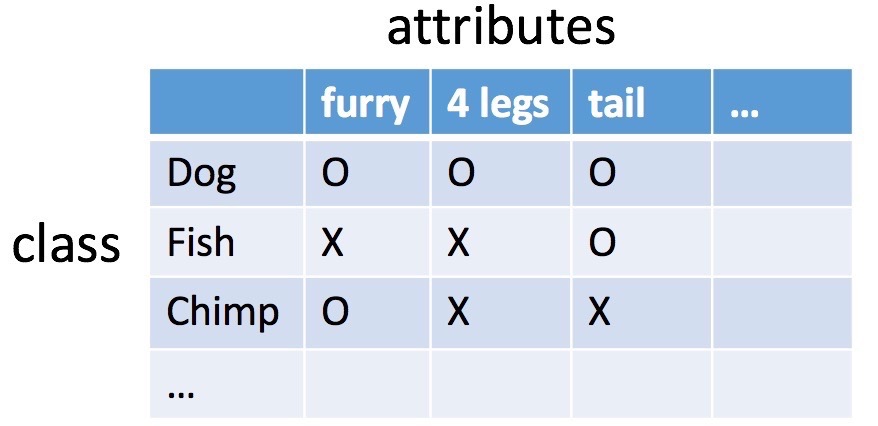 attributes
furry 4 legs tail ...
Dog O O O
class
Fish X X O
Chimp O X X
...